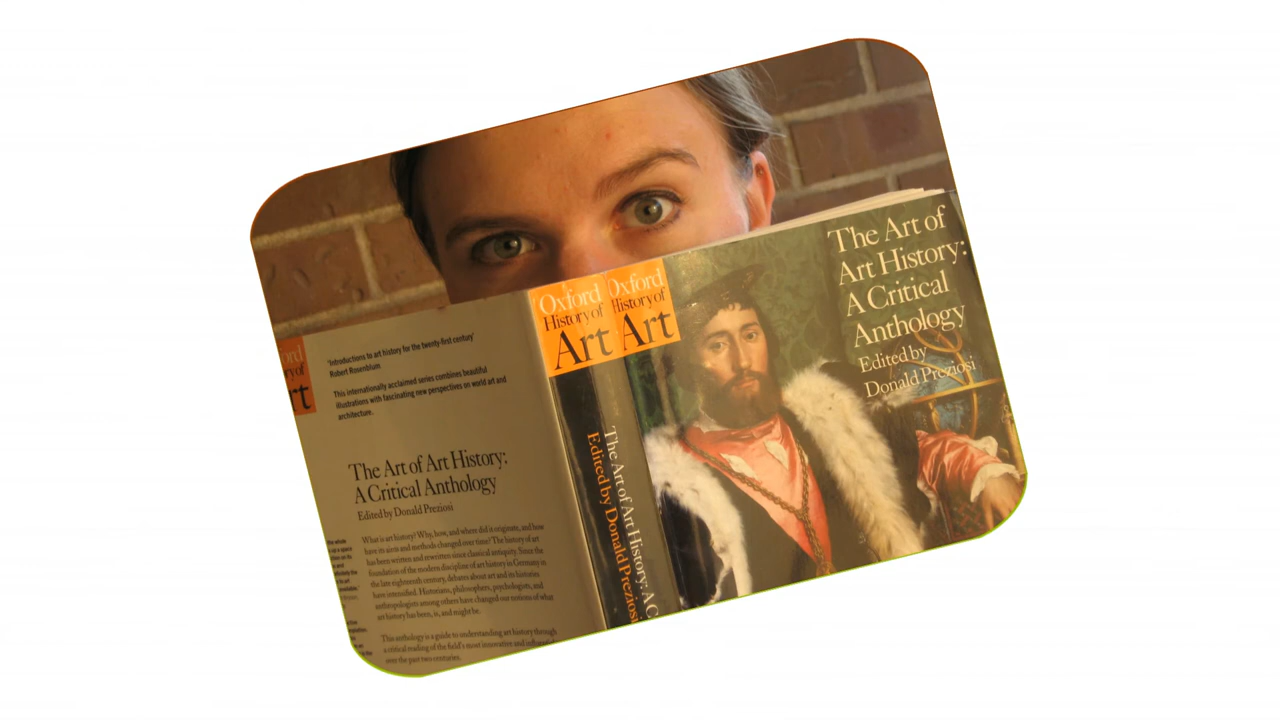 ord
ry of
rt
'Introductions to art history for the twenty-first century'
Robert Rosenblum
This internationally acclaimed series combines beautiful
illustrations with fascinating new perspectives on world art and
architecture.
The Art of Art History:
A Critical Anthology
Edited by Donald Preziosi
What is art history? Why, how, and where did it originate, and how
have its aims and methods changed over time? The history of art
has been written and rewritten since classical antiquity. Since the
foundation of the modern discipline of art history in Germany in
the late eighteenth century, debates about art and its histories
have intensified. Historians, philosophers, psychologists, and
anthropologists among others have changed our notions of what
art history has been, is, and might be.
This anthology is a guide to understanding art history through
a critical reading of the field's most innovative and
over the past two centuries.
Oxford
History of
Art
The Art of Art History: A C
Edited by Donald Preziosi
Oxford
History of
Art
The Art of
Art History:
A Critical
Anthology
Edited by
Donald Preziosi